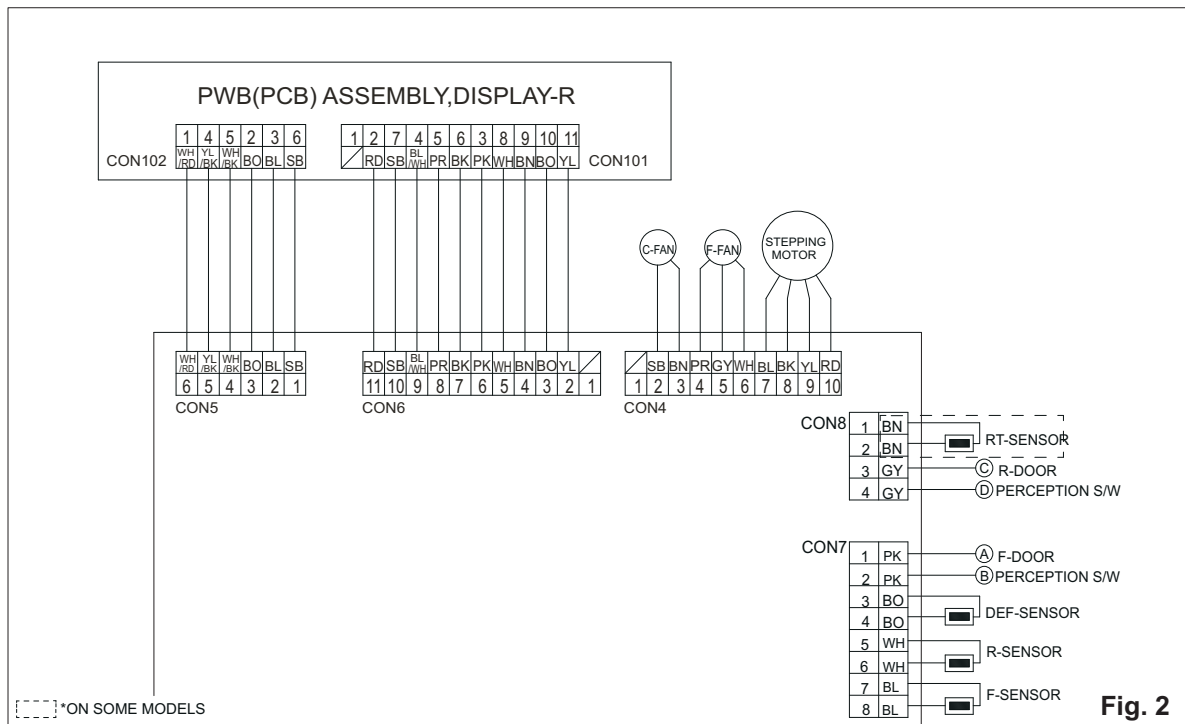 PWB(PCB) ASSEMBLY,DISPLAY-R
1 4 5 2 3 6
CON102 WH/RD YL/BK WH/BK BO BL SB
1 2 7 4 5 6 3 8 9 10 11
RD SB BL/WH PR BK PK WH BN BO YL CON101
C-FAN
F-FAN
STEPPING
MOTOR
WH/RD YL/BK WH/BK BO BL SB
6 5 4 3 2 1
CON5
RD SB BL/WH PR BK PK WH BN BO YL
11 10 9 8 7 6 5 4 3 2 1
CON6
SB BN PR GY WH BL BK YL RD
1 2 3 4 5 6 7 8 9 10
CON4
CON8
1 BN
2 BN
RT-SENSOR
3 GY C R-DOOR
4 GY D PERCEPTION S/W
CON7
1 PK A F-DOOR
2 PK B PERCEPTION S/W
3 BO
4 BO
DEF-SENSOR
5 WH
6 WH
R-SENSOR
7 BL
8 BL
F-SENSOR
*ON SOME MODELS
Fig. 2